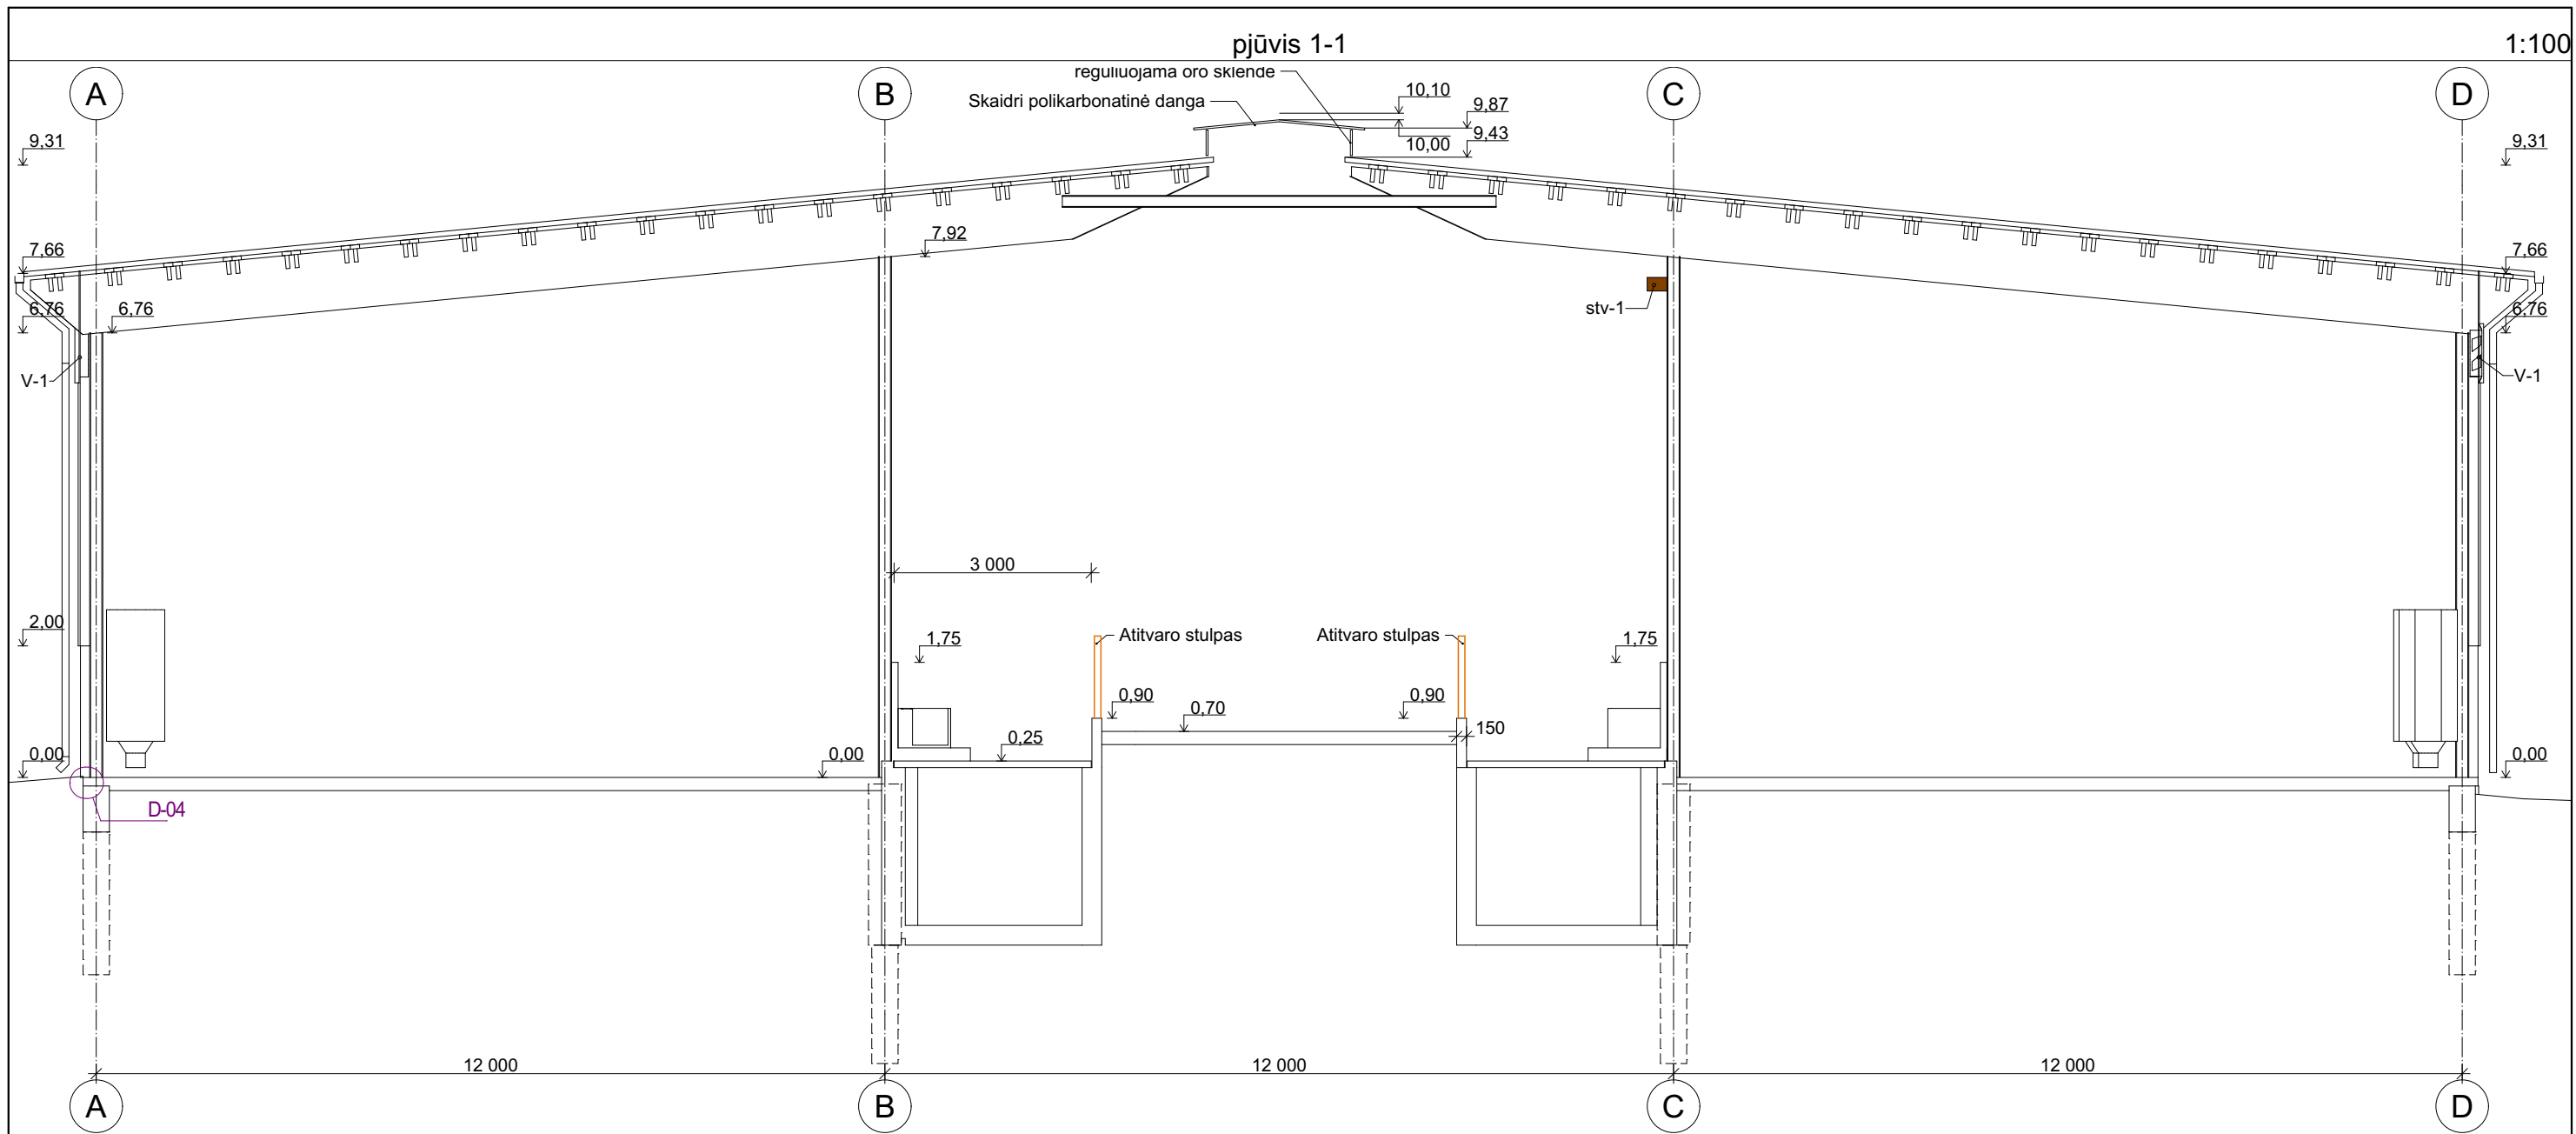 pjūvis 1-1
1:100
A
B
C
D
reguliuojama oro sklendė
Skaidri polikarbonatinė danga
10,10
9,87
10,00
9,43
9,31
9,31
7,92
7,66
7,66
6,76
6,76
6,76
stv-1
V-1
V-1
3 000
2,00
1,75
Atitvaro stulpas
Atitvaro stulpas
1,75
0,90
0,70
0,90
150
0,25
0,00
0,00
0,00
D-04
12 000
12 000
12 000
A
B
C
D